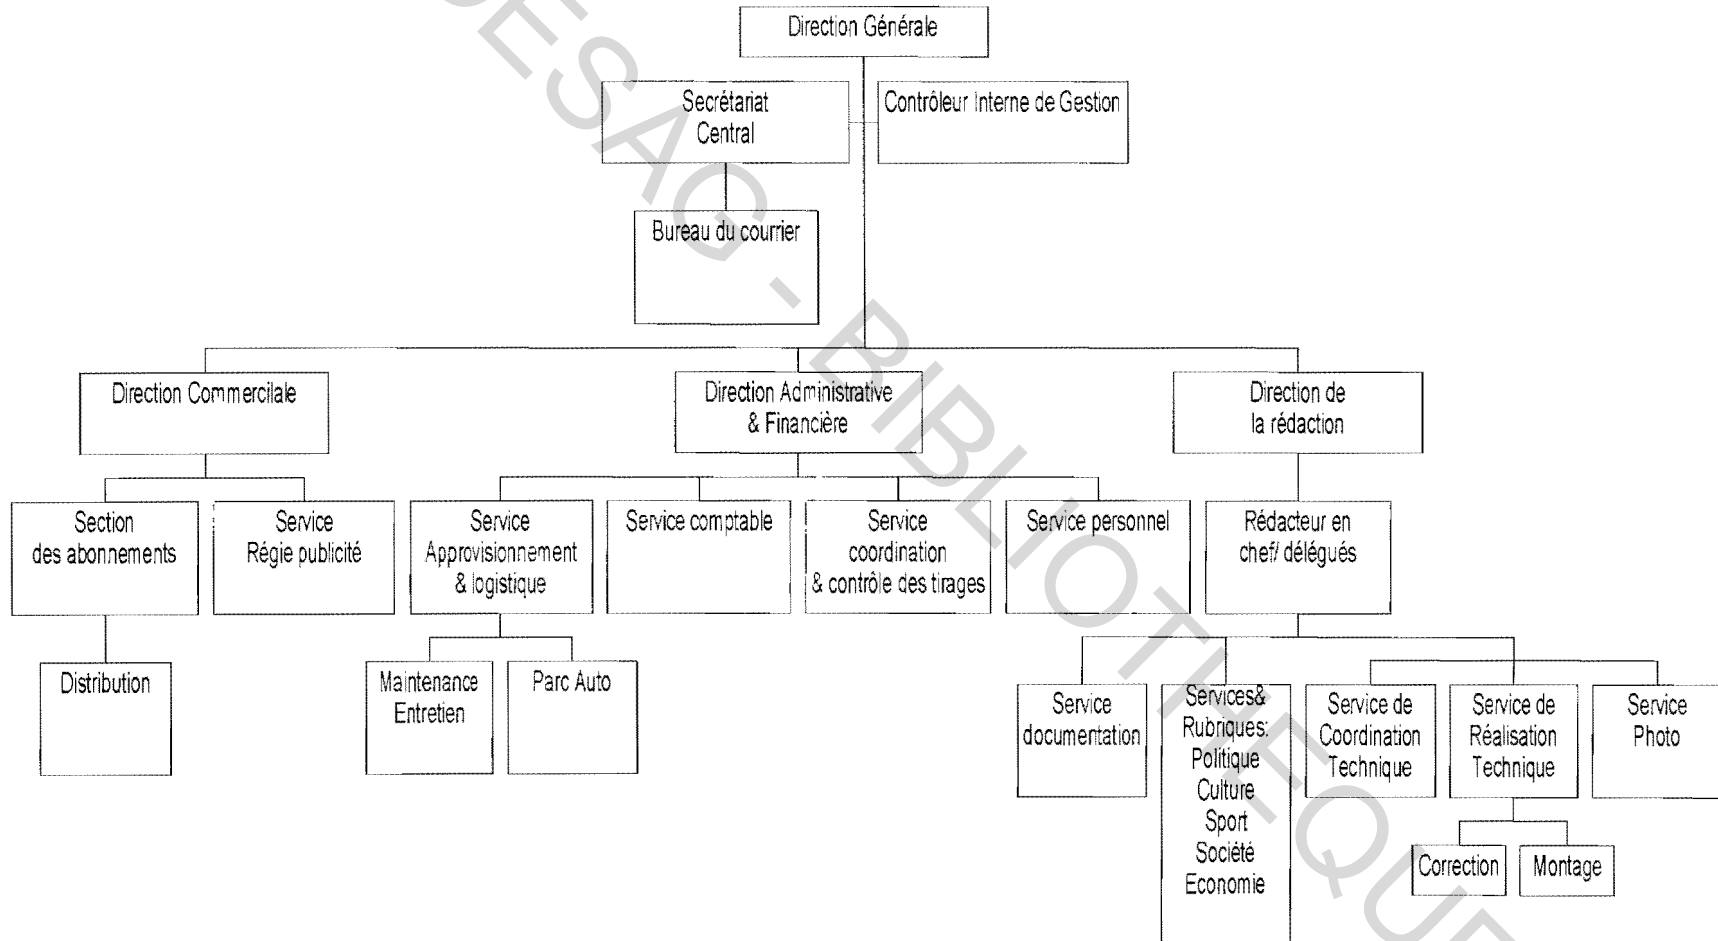 Direction Générale
Secrétariat
Central
Contrôleur Interne de Gestion
Bureau du courrier
Direction Commercilale
Direction Administrative
& Financière
Direction de
la rédaction
Section
des abonnements
Service
Régie publicité
Service
Approvisionnement
& logistique
Service comptable
Service
coordination
& contrôle des tirages
Service personnel
Rédacteur en
chef/ délégués
Distribution
Maintenance
Entretien
Parc Auto
Service
documentation
Services&
Rubriques:
Politique
Culture
Sport
Société
Economie
Service de
Coordination
Technique
Service de
Réalisation
Technique
Service
Photo
Correction
Montage
CESAG - BIBLIOTHEQUE